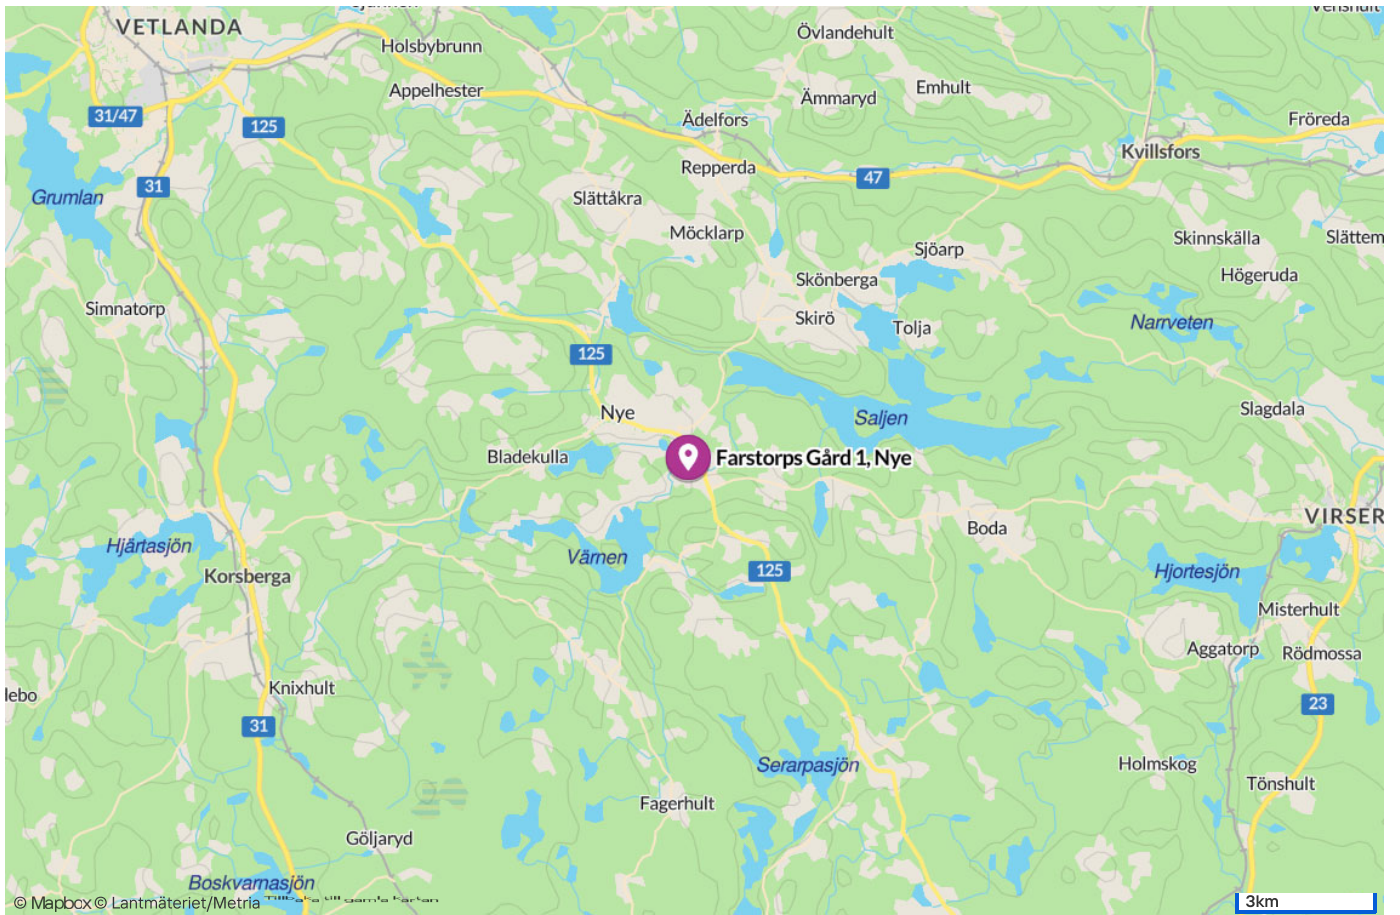 VETLANDA
Holsbybrunn
Övlandehult
Appelhester
Ämmaryd
Emhult
31/47
125
Ädelfors
Fröreda
Kvillsfors
Repperda
47
31
Grumlan
Slättåkra
Möcklarp
Skinnskälla
Slättem
Sjöarp
Skönberga
Högeruda
Simnatorp
Skirö
Tolja
Narrveten
125
Nye
Saljen
Slagdala
Bladekulla
Farstorps Gård 1, Nye
VIRSER
Boda
Hjärtasjön
Värnen
Korsberga
125
Hjortesjön
Misterhult
Aggatorp
Rödmossa
lebo
Knixhult
31
23
Serarpasjön
Holmskog
Tönshult
Fagerhult
Göljaryd
Boskvarnasjön
© Mapbox © Lantmäteriet/Metria
3km